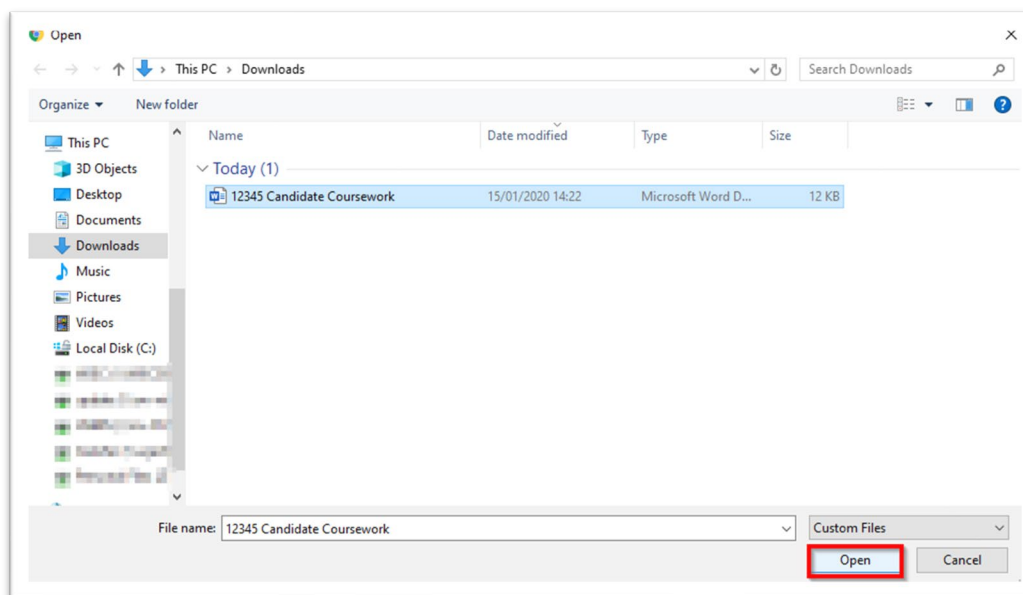 Open
This PC > Downloads
Search Downloads
Organize
New folder
Name
Date modified
Type
Size
This PC
3D Objects
Desktop
Documents
Downloads
Music
Pictures
Videos
Local Disk (C:)
Today (1)
12345 Candidate Coursework 15/01/2020 14:22 Microsoft Word D... 12 KB
File name: 12345 Candidate Coursework
Custom Files
Open
Cancel